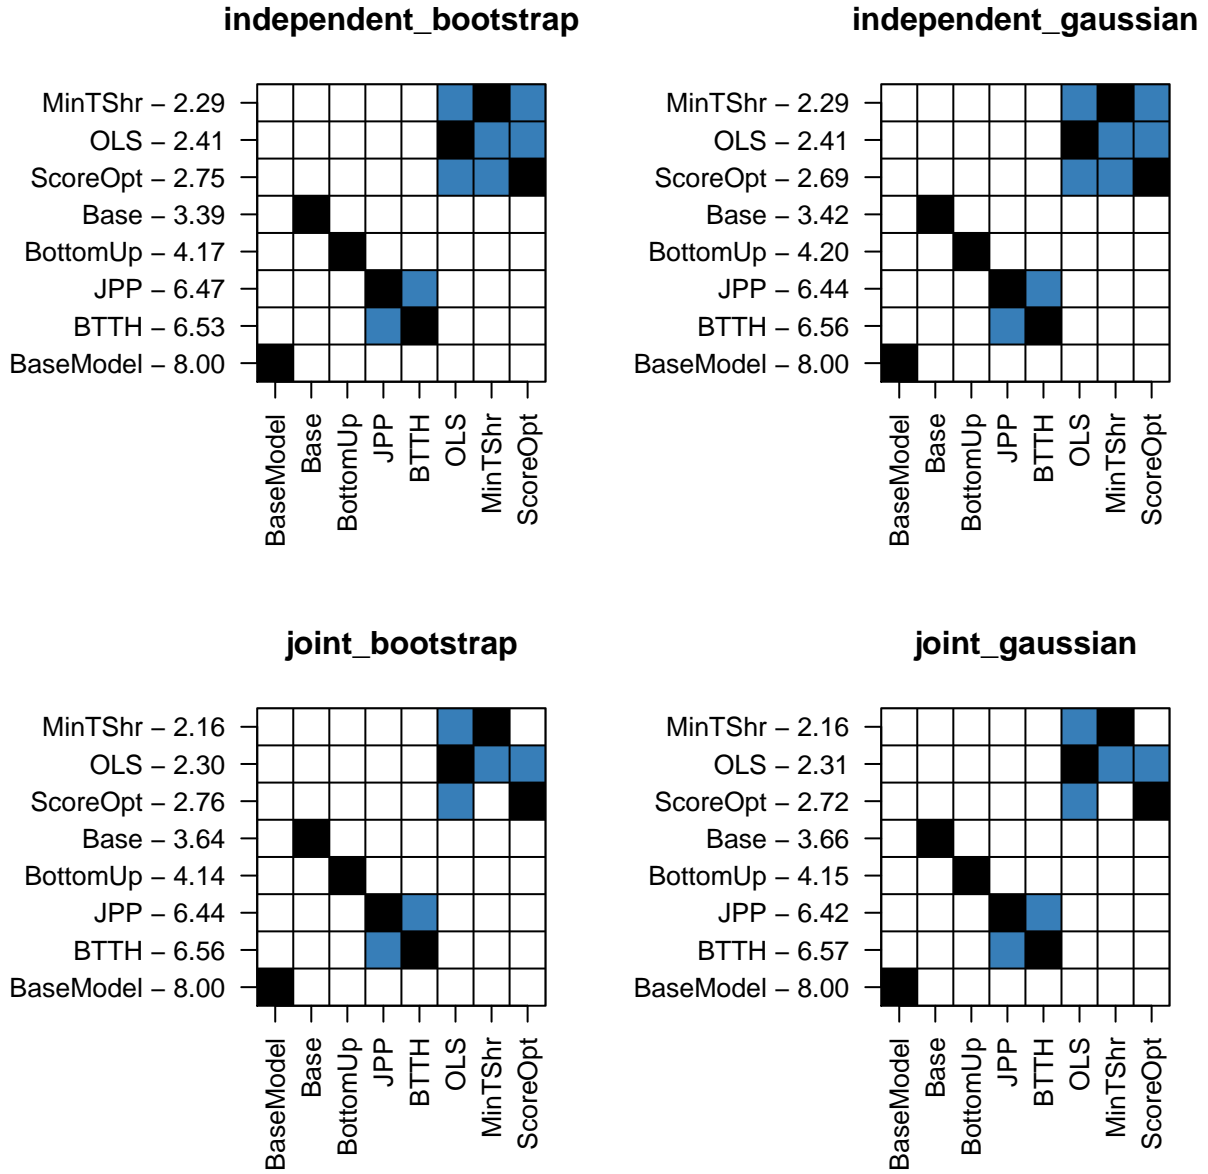 independent_bootstrap
MinTShr − 2.29
OLS − 2.41
ScoreOpt − 2.75
Base − 3.39
BottomUp − 4.17
JPP − 6.47
BTTH − 6.53
BaseModel − 8.00
BaseModel
Base
BottomUp
JPP
BTTH
OLS
MinTShr
ScoreOpt
independent_gaussian
MinTShr − 2.29
OLS − 2.41
ScoreOpt − 2.69
Base − 3.42
BottomUp − 4.20
JPP − 6.44
BTTH − 6.56
BaseModel − 8.00
BaseModel
Base
BottomUp
JPP
BTTH
OLS
MinTShr
ScoreOpt
joint_bootstrap
MinTShr − 2.16
OLS − 2.30
ScoreOpt − 2.76
Base − 3.64
BottomUp − 4.14
JPP − 6.44
BTTH − 6.56
BaseModel − 8.00
BaseModel
Base
BottomUp
JPP
BTTH
OLS
MinTShr
ScoreOpt
joint_gaussian
MinTShr − 2.16
OLS − 2.31
ScoreOpt − 2.72
Base − 3.66
BottomUp − 4.15
JPP − 6.42
BTTH − 6.57
BaseModel − 8.00
BaseModel
Base
BottomUp
JPP
BTTH
OLS
MinTShr
ScoreOpt